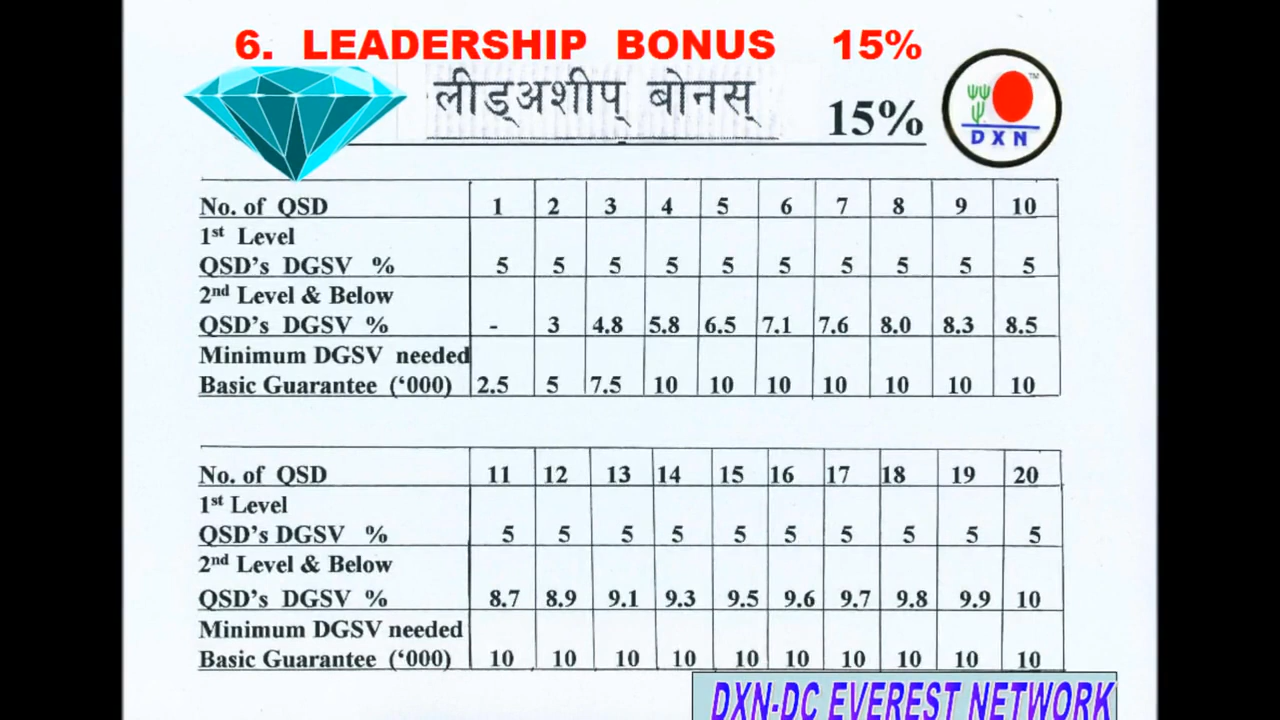 6. LEADERSHIP BONUS 15%
लीड्अशीप् बोनस् 15%
TM
DXN
No. of QSD 1 2 3 4 5 6 7 8 9 10
1st Level
QSD's DGSV % 5 5 5 5 5 5 5 5 5 5
2nd Level & Below
QSD's DGSV % - 3 4.8 5.8 6.5 7.1 7.6 8.0 8.3 8.5
Minimum DGSV needed
Basic Guarantee (‘000) 2.5 5 7.5 10 10 10 10 10 10 10
No. of QSD 11 12 13 14 15 16 17 18 19 20
1st Level
QSD's DGSV % 5 5 5 5 5 5 5 5 5 5
2nd Level & Below
QSD's DGSV % 8.7 8.9 9.1 9.3 9.5 9.6 9.7 9.8 9.9 10
Minimum DGSV needed
Basic Guarantee (‘000) 10 10 10 10 10 10 10 10 10 10
DXN-DC EVEREST NETWORK